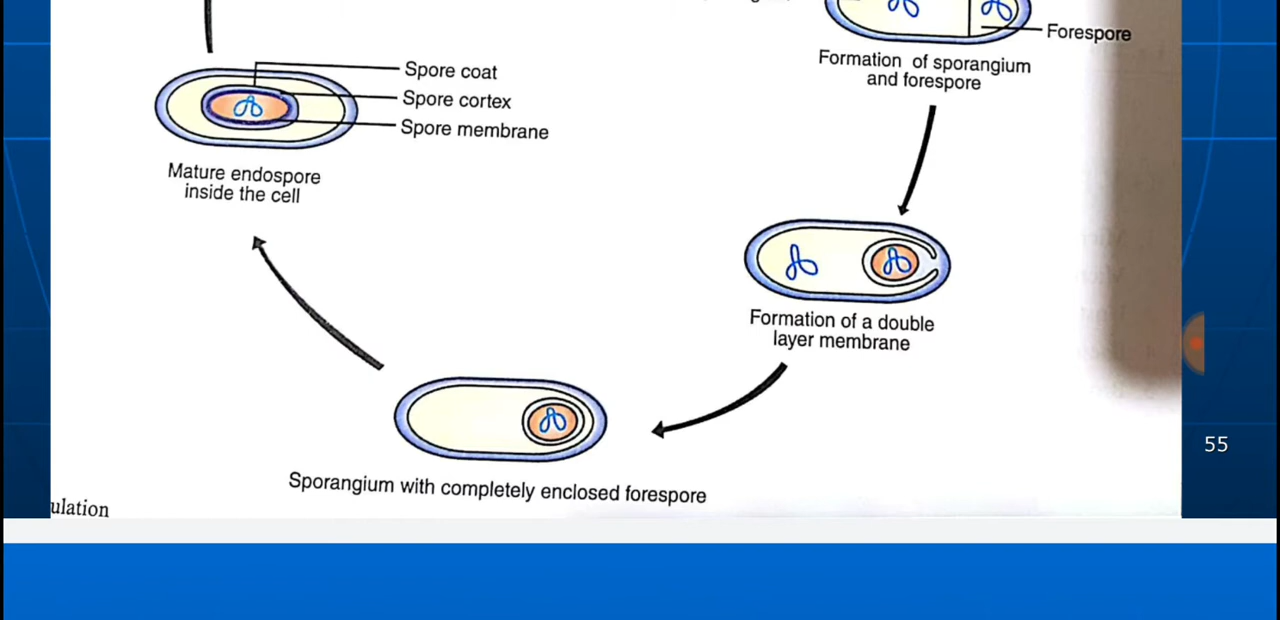 Forespore
Formation of sporangium
and forespore
Spore coat
Spore cortex
Spore membrane
Mature endospore
inside the cell
Formation of a double
layer membrane
Sporangium with completely enclosed forespore
ulation
55